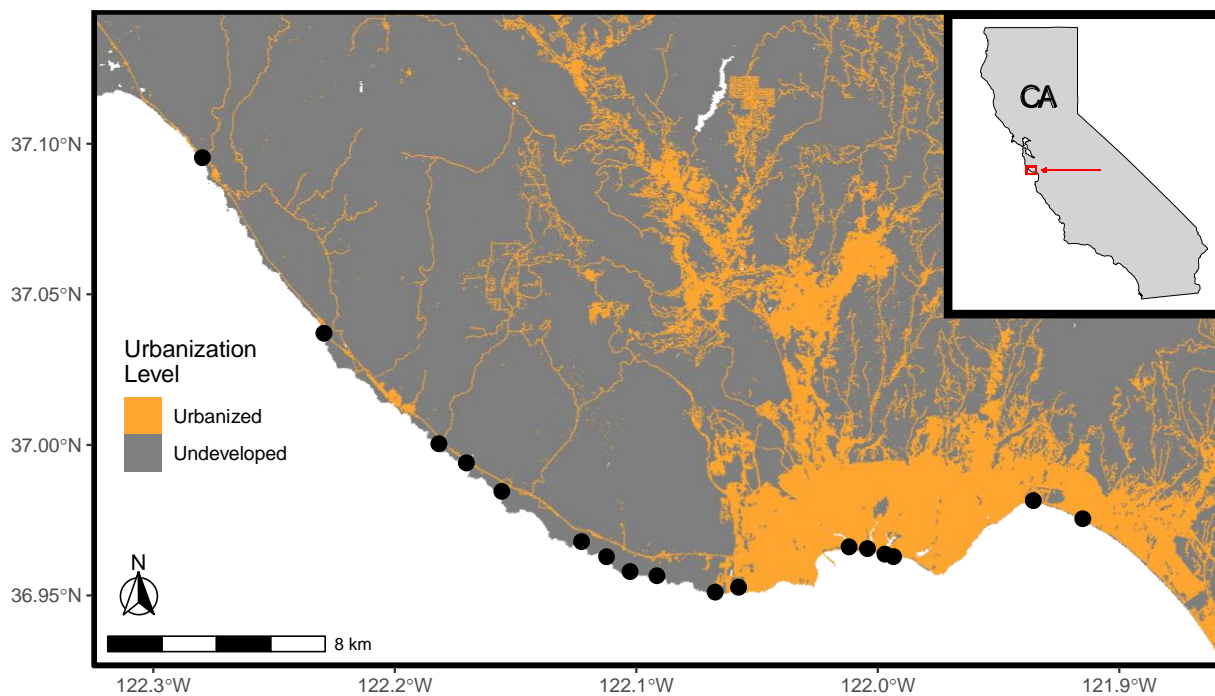 CA
37.10°N
37.05°N
37.00°N
36.95°N
Urbanization
Level
Urbanized
Undeveloped
N
8 km
122.3°W
122.2°W
122.1°W
122.0°W
121.9°W